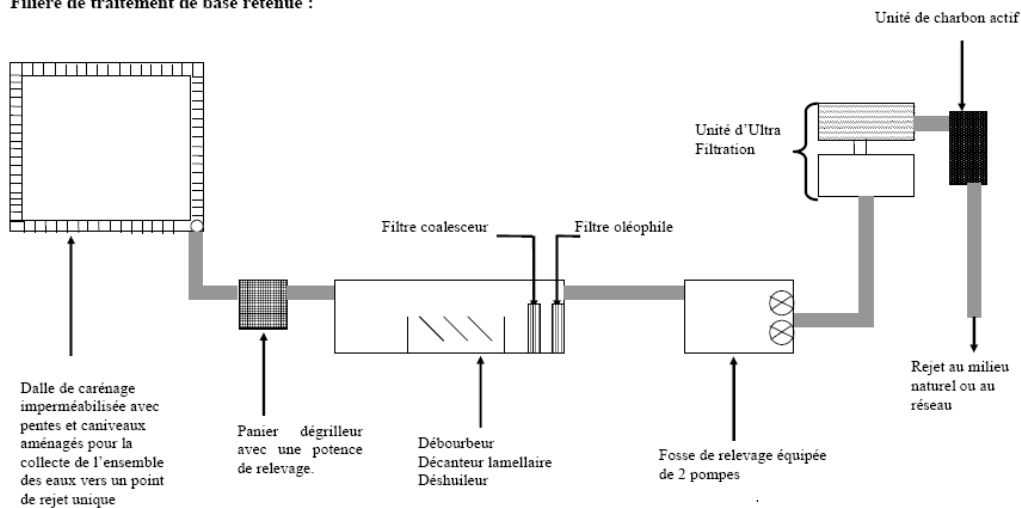 Filière de traitement de base retenue :
Unité de charbon actif
Unité d'Ultra
Filtration
Filtre coalesceur
Filtre oléophile
Dalle de carénage
imperméabilisée avec
pentes et caniveaux
aménagés pour la
collecte de l'ensemble
des eaux vers un point
de rejet unique
Panier dégrilleur
avec une potence
de relevage.
Débourbeur
Décanteur lamellaire
Déshuileur
Fosse de relevage équipée
de 2 pompes
.
Rejet au milieu
naturel ou au
réseau